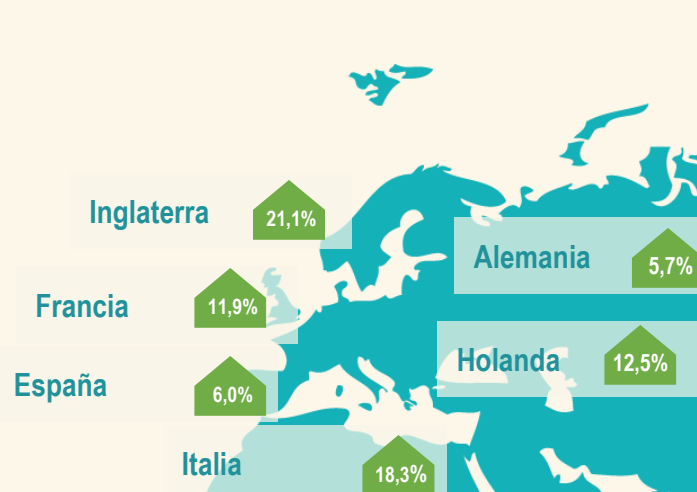 Inglaterra 21,1%
Alemania 5,7%
Francia 11,9%
Holanda 12,5%
España 6,0%
Italia 18,3%